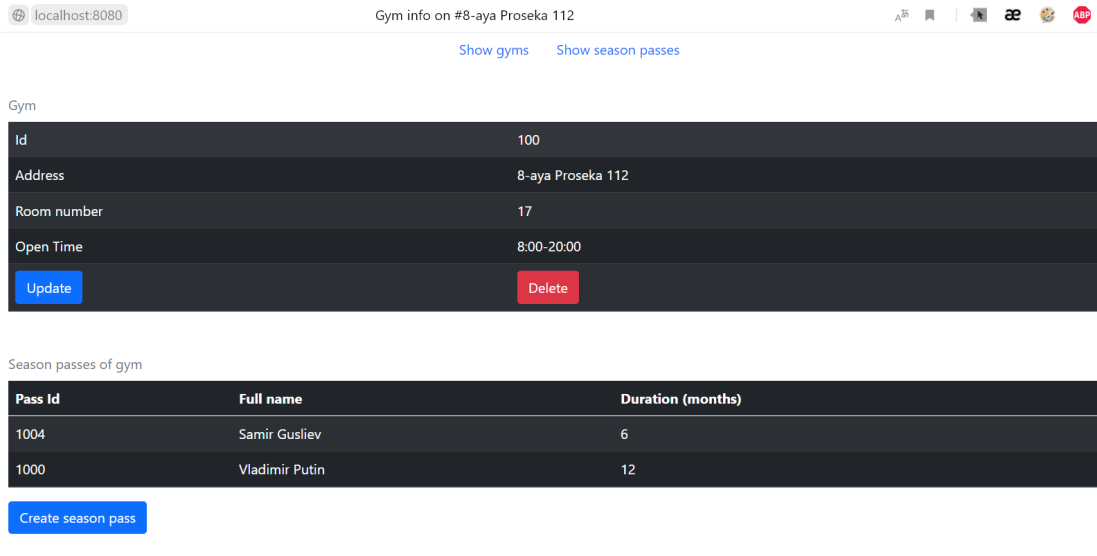 localhost:8080 Gym info on #8-aya Proseka 112 ABP
Show gyms Show season passes
Gym
Id 100
Address 8-aya Proseka 112
Room number 17
Open Time 8:00-20:00
Update Delete
Season passes of gym
Pass Id Full name Duration (months)
1004 Samir Gusliev 6
1000 Vladimir Putin 12
Create season pass